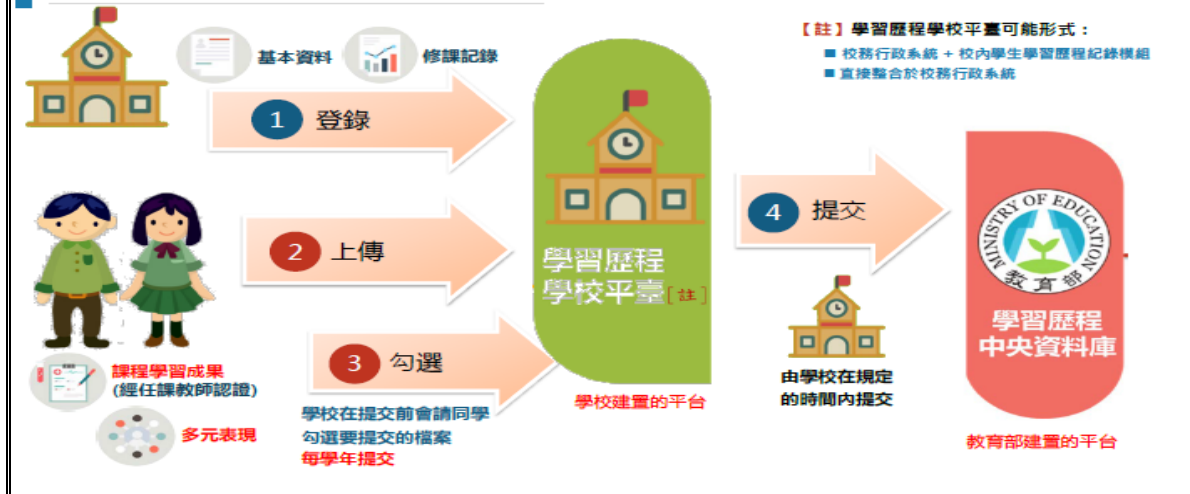 【註】學習歷程學校平臺可能形式：
■ 校務行政系統 + 校內學生學習歷程紀錄模組
■ 直接整合於校務行政系統
基本資料
修課記錄
1 登錄
2 上傳
課程學習成果
(經任課教師認證)
多元表現
3 勾選
學校在提交前會請同學
勾選要提交的檔案
每學年提交
學習歷程
學校平臺[註]
學校建置的平台
4 提交
由學校在規定
的時間內提交
MINISTRY OF EDUCATION
教育部
學習歷程
中央資料庫
教育部建置的平台